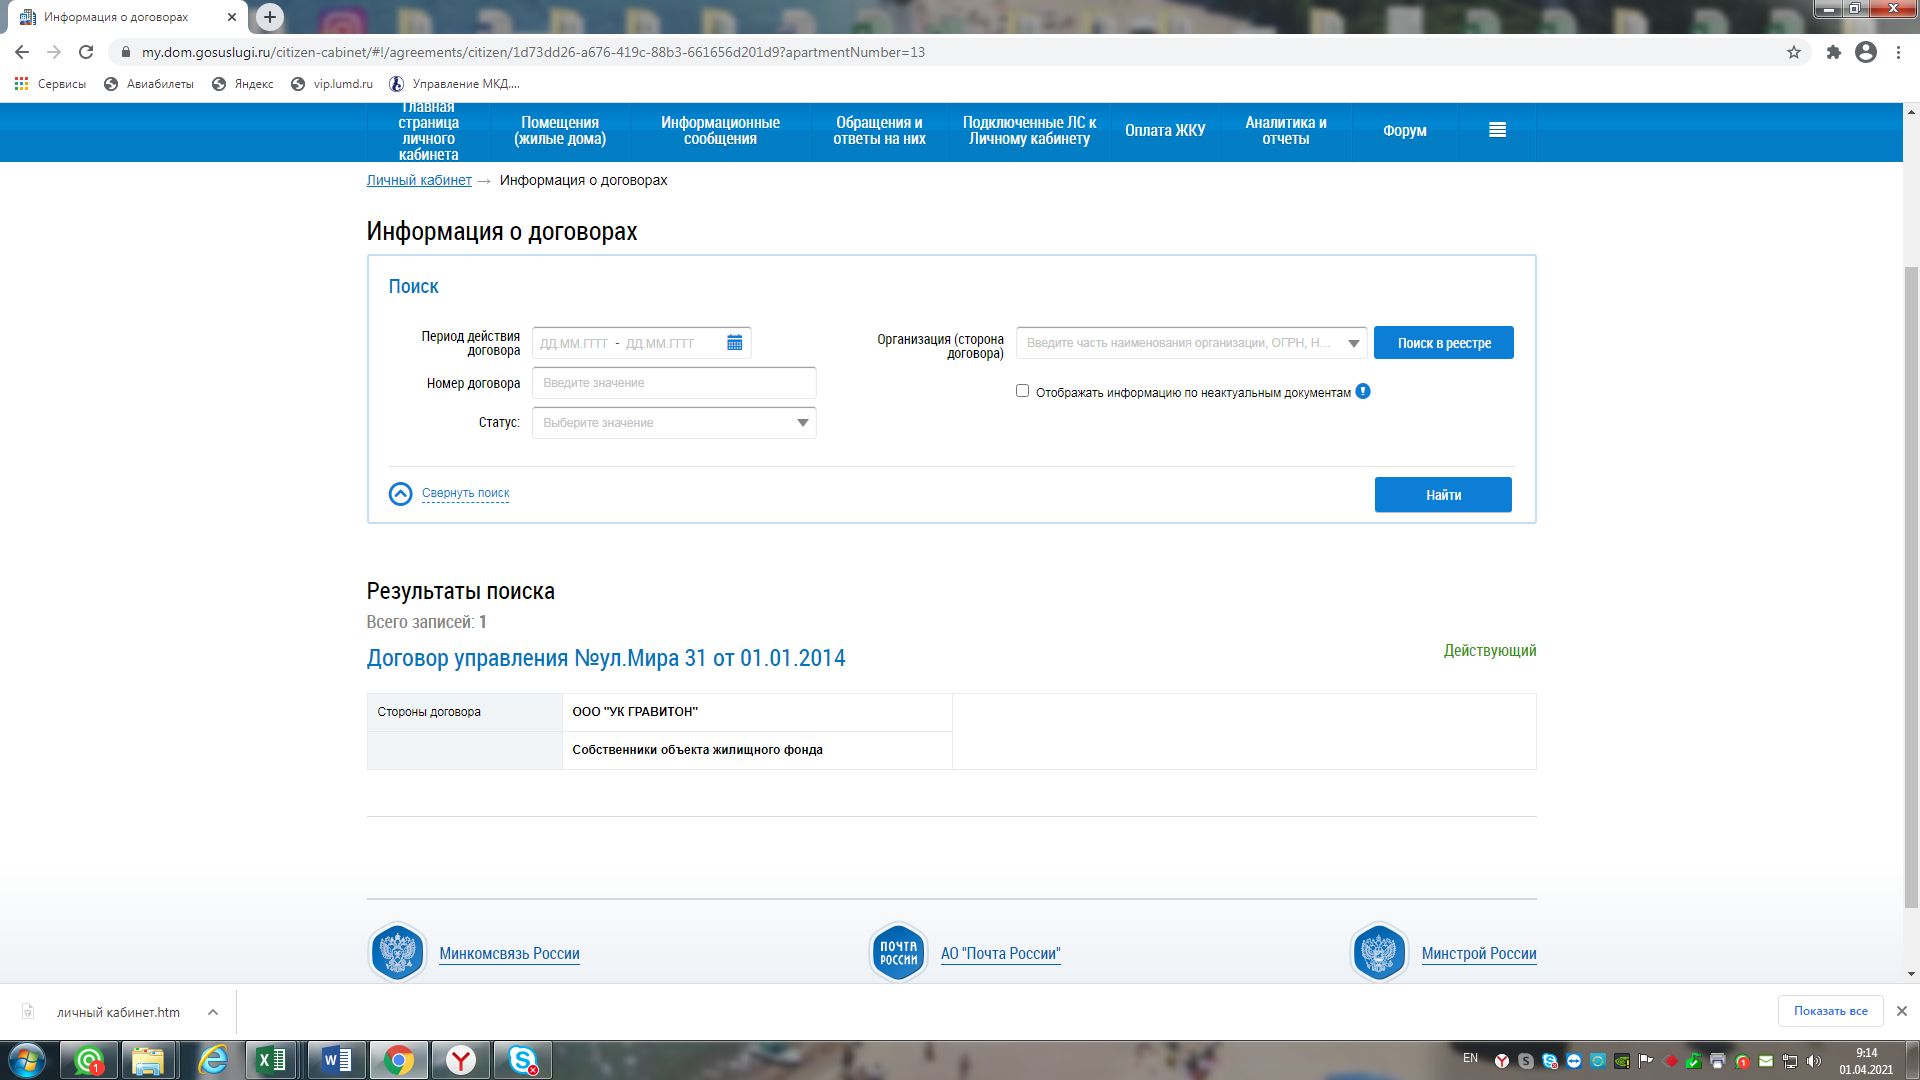 Информация о договорах
my.dom.gosuslugi.ru/citizen-cabinet/#!/agreements/citizen/1d73dd26-a676-419c-88b3-661656d201d9?apartmentNumber=13
Сервисы
Авиабилеты
Яндекс
vip.lumd.ru
Управление МКД....
Главная
страница
личного
кабинета
Помещения
(жилые дома)
Информационные
сообщения
Обращения и
ответы на них
Подключенные ЛС к
Личному кабинету
Оплата ЖКУ
Аналитика и
отчеты
Форум
Личный кабинет → Информация о договорах
Информация о договорах
Поиск
Период действия
договора
ДД.ММ.ГГГГ - ДД.ММ.ГГГГ
Организация (сторона
договора)
Введите часть наименования организации, ОГРН, Н...
Поиск в реестре
Номер договора
Введите значение
Отображать информацию по неактуальным документам
Статус:
Выберите значение
Свернуть поиск
Найти
Результаты поиска
Всего записей: 1
Договор управления №ул.Мира 31 от 01.01.2014
Действующий
Стороны договора
ООО "УК ГРАВИТОН"
Собственники объекта жилищного фонда
Минкомсвязь России
ПОЧТА
РОССИИ
АО "Почта России"
Минстрой России
личный кабинет.htm
Показать все
EN
9:14
01.04.2021